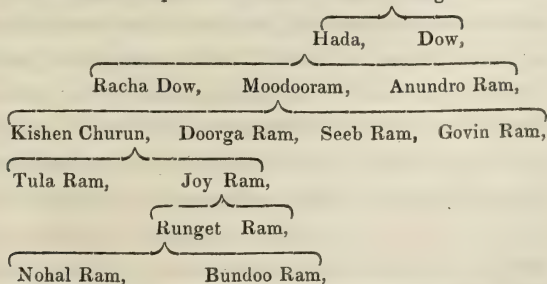 Hada, Dow,
Racha Dow, Moodooram, Anundro Ram,
Kishen Churun, Doorga Ram, Seeb Ram, Govin Ram,
Tula Ram, Joy Ram,
Runget Ram,
Nohal Ram, Bundoo Ram,